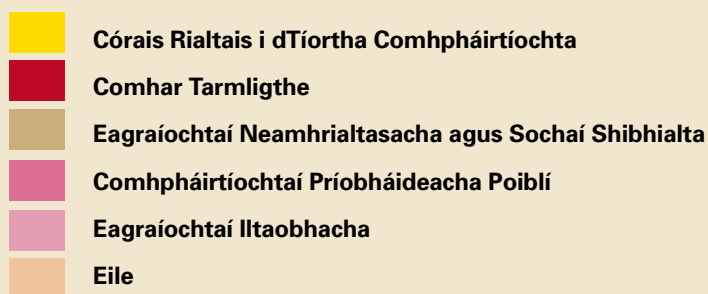 Córais Rialtais i dTíortha Comhpháirtíochta
Comhar Tarmligthe
Eagraíochtaí Neamhrialtasacha agus Sochaí Shibhialta
Comhpháirtíochtaí Príobháideacha Poiblí
Eagraíochtaí Iltaobhacha
Eile